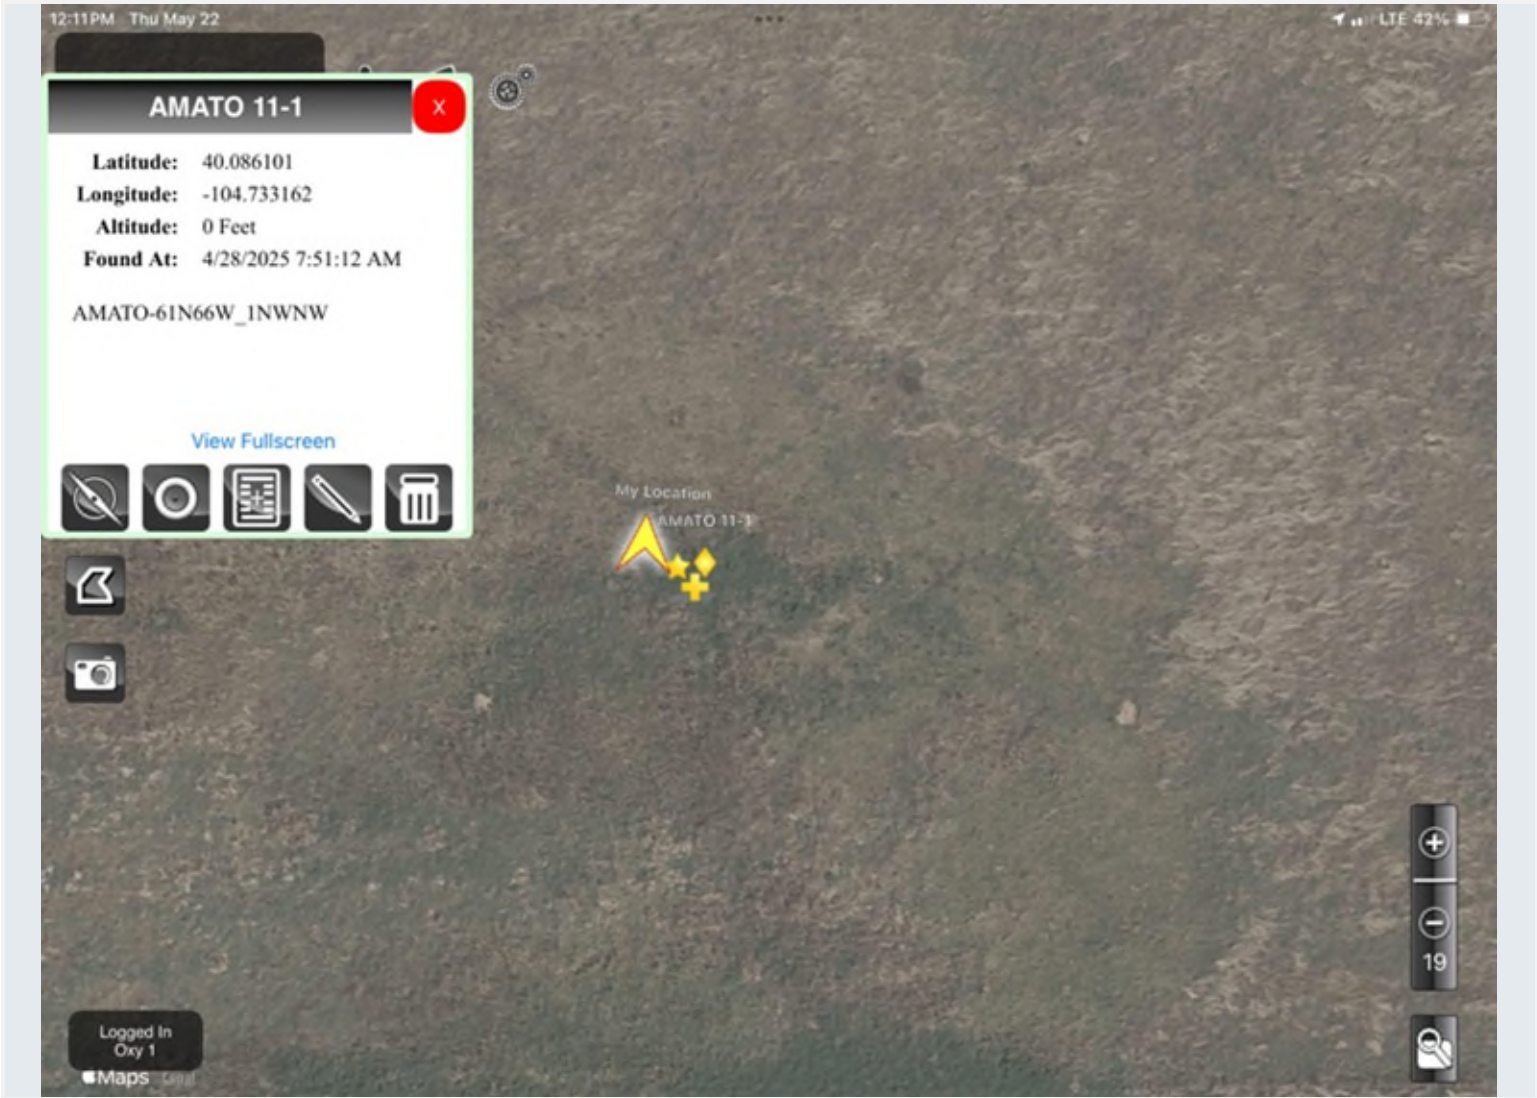 12:11 PM Thu May 22
LTE 42%
AMATO 11-1
X
Latitude: 40.086101
Longitude: -104.733162
Altitude: 0 Feet
Found At: 4/28/2025 7:51:12 AM
AMATO-61N66W_1NWNW
View Fullscreen
My Location
AMATO 11-1
19
Logged In
Oxy 1
Maps Legal